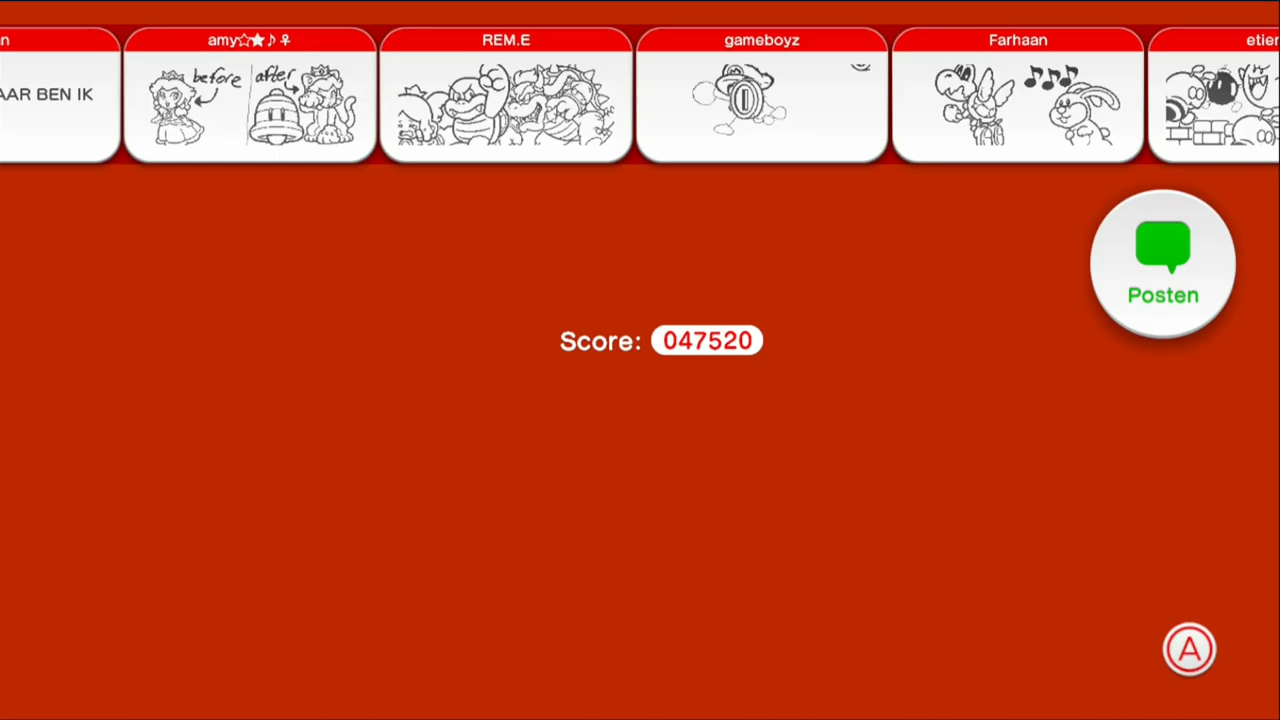 n
amy☆★♪♀
REM.E
gameboyz
Farhaan
etier
AAR BEN IK
before
after
Posten
Score: 047520
A